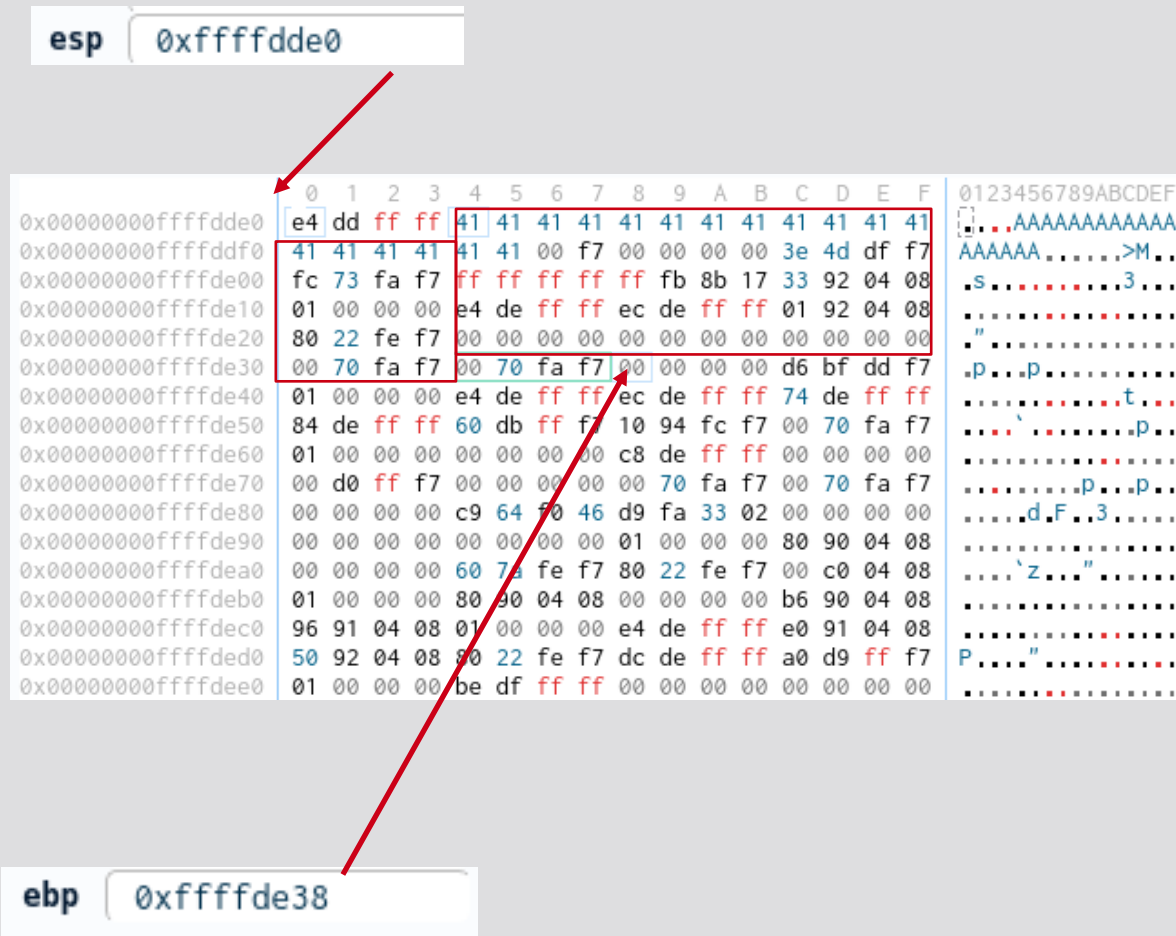 esp 0xffffdde0
0 1 2 3 4 5 6 7 8 9 A B C D E F 0123456789ABCDEF
0x00000000ffffdde0 e4 dd ff ff 41 41 41 41 41 41 41 41 41 41 41 41 ....AAAAAAAAAAAA
0x00000000ffffddf0 41 41 41 41 41 41 00 f7 00 00 00 00 3e 4d df f7 AAAAAA......>M..
0x00000000ffffde00 fc 73 fa f7 ff ff ff ff ff fb 8b 17 33 92 04 08 .s..........3...
0x00000000ffffde10 01 00 00 00 e4 de ff ff ec de ff ff 01 92 04 08 ................
0x00000000ffffde20 80 22 fe f7 00 00 00 00 00 00 00 00 00 00 00 00 ."..............
0x00000000ffffde30 00 70 fa f7 00 70 fa f7 00 00 00 00 d6 bf dd f7 .p...p..........
0x00000000ffffde40 01 00 00 00 e4 de ff ff ec de ff ff 74 de ff ff ............t...
0x00000000ffffde50 84 de ff ff 60 db ff f7 10 94 fc f7 00 70 fa f7 ....`........p..
0x00000000ffffde60 01 00 00 00 00 00 00 00 c8 de ff ff 00 00 00 00 ................
0x00000000ffffde70 00 d0 ff f7 00 00 00 00 00 70 fa f7 00 70 fa f7 .........p...p..
0x00000000ffffde80 00 00 00 00 c9 64 f0 46 d9 fa 33 02 00 00 00 00 .....d.F..3.....
0x00000000ffffde90 00 00 00 00 00 00 00 00 01 00 00 00 80 90 04 08 ................
0x00000000ffffdea0 00 00 00 00 60 7a fe f7 80 22 fe f7 00 c0 04 08 ....`z..."......
0x00000000ffffdeb0 01 00 00 00 80 90 04 08 00 00 00 00 b6 90 04 08 ................
0x00000000ffffdec0 96 91 04 08 01 00 00 00 e4 de ff ff e0 91 04 08 ................
0x00000000ffffded0 50 92 04 08 80 22 fe f7 dc de ff ff a0 d9 ff f7 P...."..........
0x00000000ffffdee0 01 00 00 00 be df ff ff 00 00 00 00 00 00 00 00 ................
ebp 0xffffde38